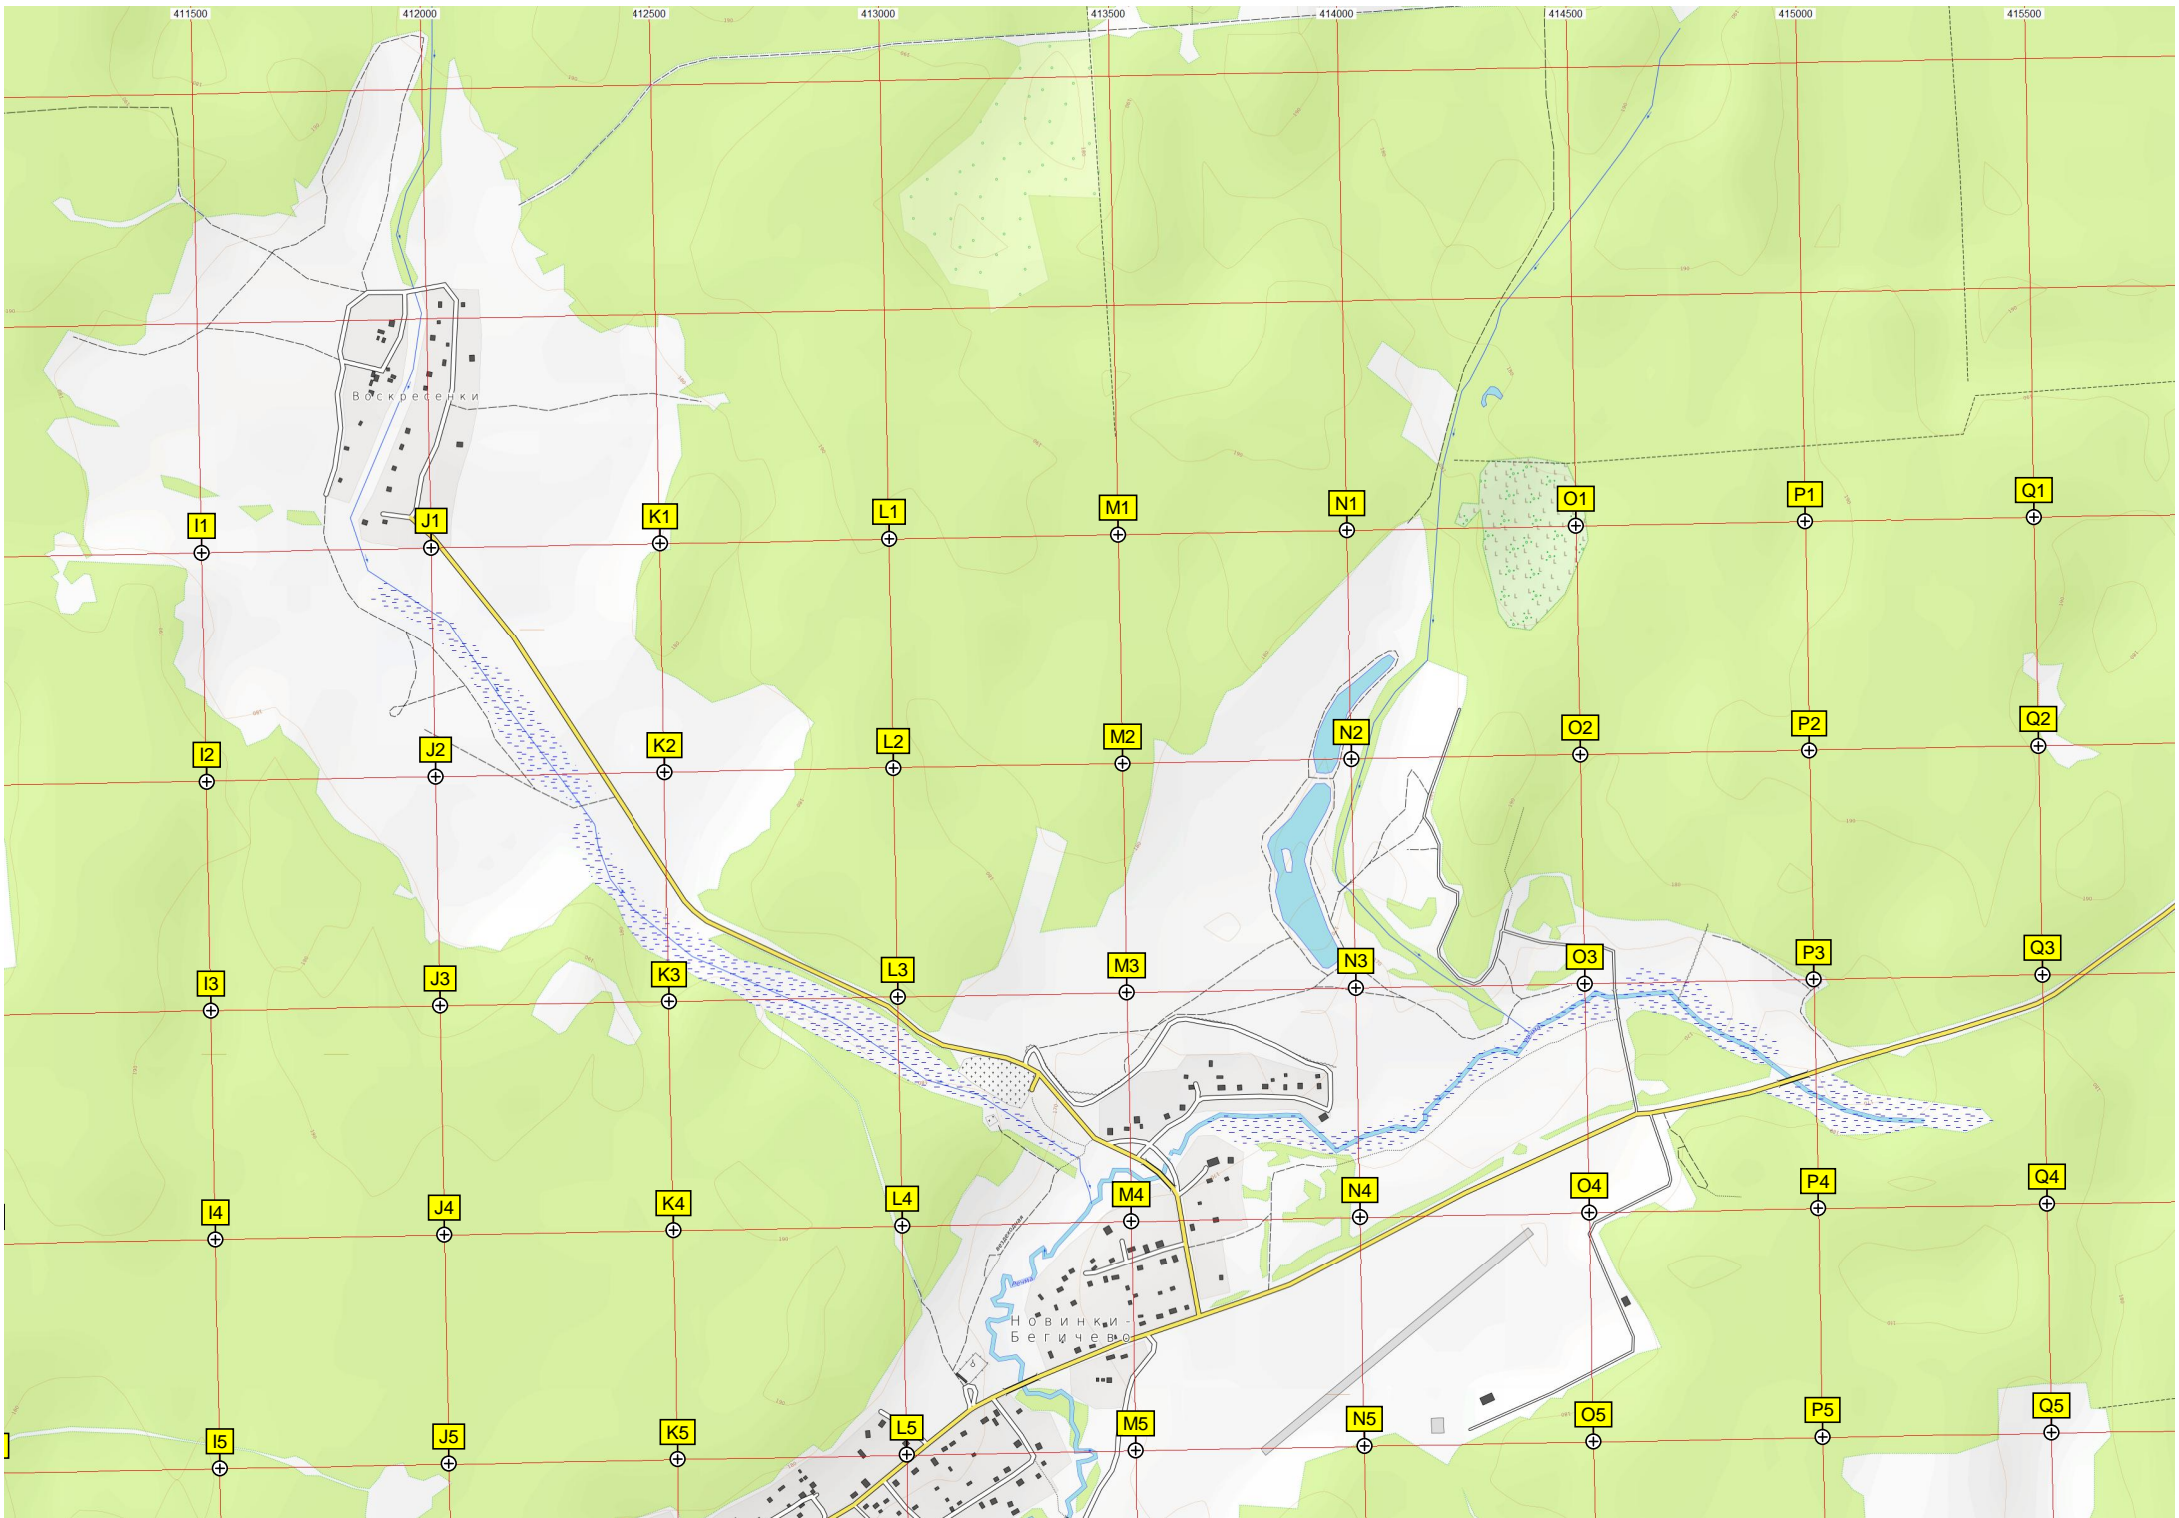 411500 412000 412500 413000 413500 414000 414500 415000 415500
Воскресенки
I1 J1 K1 L1 M1 N1 O1 P1 Q1
I2 J2 K2 L2 M2 N2 O2 P2 Q2
I3 J3 K3 L3 M3 N3 O3 P3 Q3
I4 J4 K4 L4 M4 N4 O4 P4 Q4
Речма
Новинки-
Бегичево
I5 J5 K5 L5 M5 N5 O5 P5 Q5